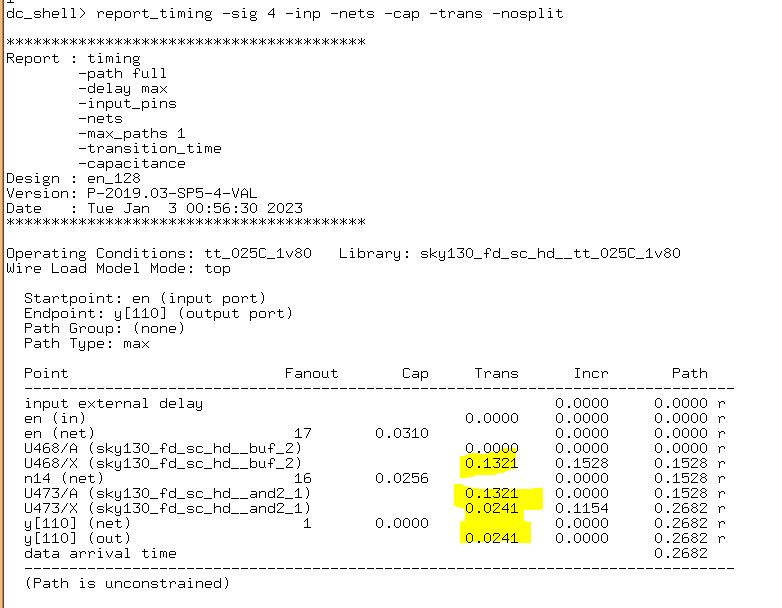 dc_shell> report_timing -sig 4 -inp -nets -cap -trans -nosplit
****************************************
Report : timing
-path full
-delay max
-input_pins
-nets
-max_paths 1
-transition_time
-capacitance
Design : en_128
Version: P-2019.03-SP5-4-VAL
Date : Tue Jan 3 00:56:30 2023
****************************************
Operating Conditions: tt_025C_1v80 Library: sky130_fd_sc_hd__tt_025C_1v80
Wire Load Model Mode: top
Startpoint: en (input port)
Endpoint: y[110] (output port)
Path Group: (none)
Path Type: max
Point Fanout Cap Trans Incr Path
input external delay 0.0000 0.0000 r
en (in) 0.0000 0.0000 0.0000 r
en (net) 17 0.0310 0.0000 0.0000 r
U468/A (sky130_fd_sc_hd__buf_2) 0.0000 0.0000 0.0000 r
U468/X (sky130_fd_sc_hd__buf_2) 0.1321 0.1528 0.1528 r
n14 (net) 16 0.0256 0.0000 0.1528 r
U473/A (sky130_fd_sc_hd__and2_1) 0.1321 0.0000 0.1528 r
U473/X (sky130_fd_sc_hd__and2_1) 0.0241 0.1154 0.2682 r
y[110] (net) 1 0.0000 0.0000 0.2682 r
y[110] (out) 0.0241 0.0000 0.2682 r
data arrival time 0.2682
(Path is unconstrained)